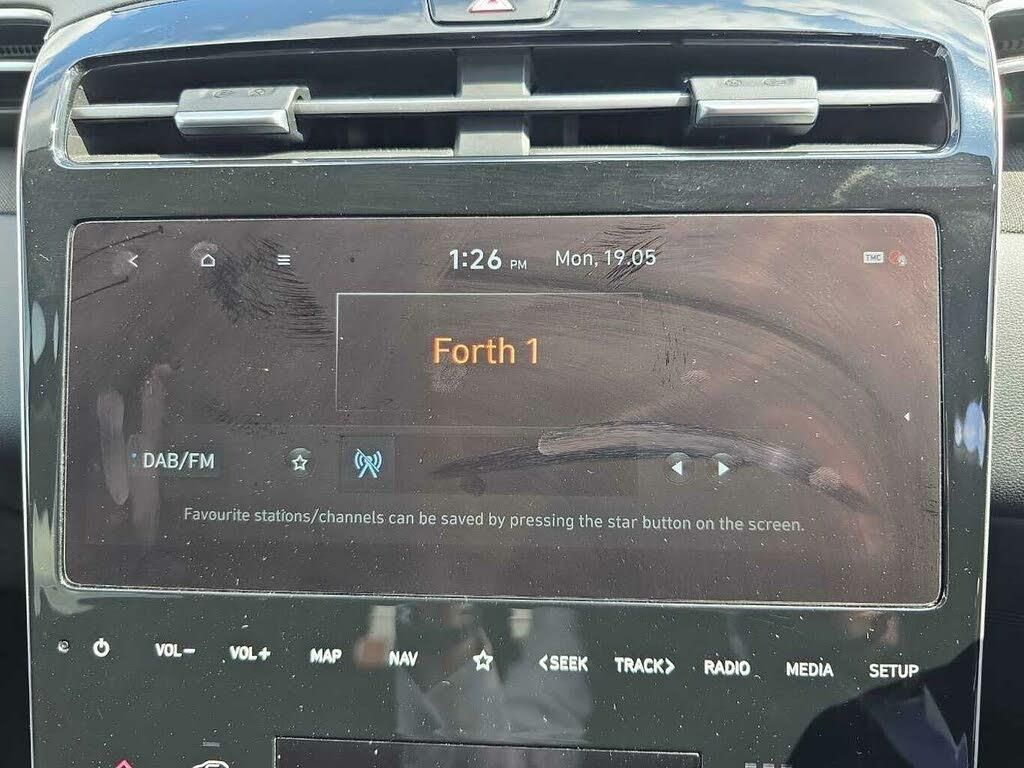 1:26 PM Mon, 19.05 TMC
Forth 1
DAB/FM
Favourite stations/channels can be saved by pressing the star button on the screen.
VOL- VOL+ MAP NAV <SEEK TRACK> RADIO MEDIA SETUP